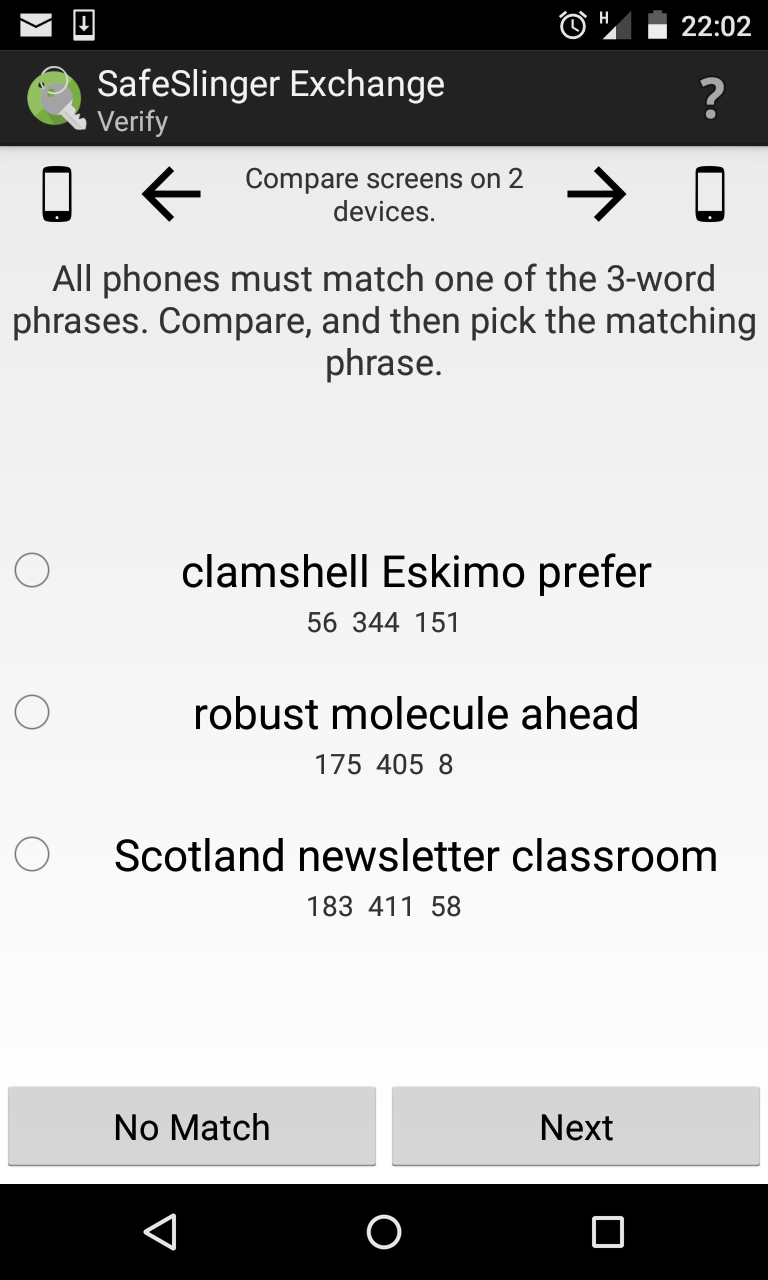 H
22:02
SafeSlinger Exchange
?
Verify
Compare screens on 2
devices.
All phones must match one of the 3-word
phrases. Compare, and then pick the matching
phrase.
clamshell Eskimo prefer
56 344 151
robust molecule ahead
175 405 8
Scotland newsletter classroom
183 411 58
No Match
Next